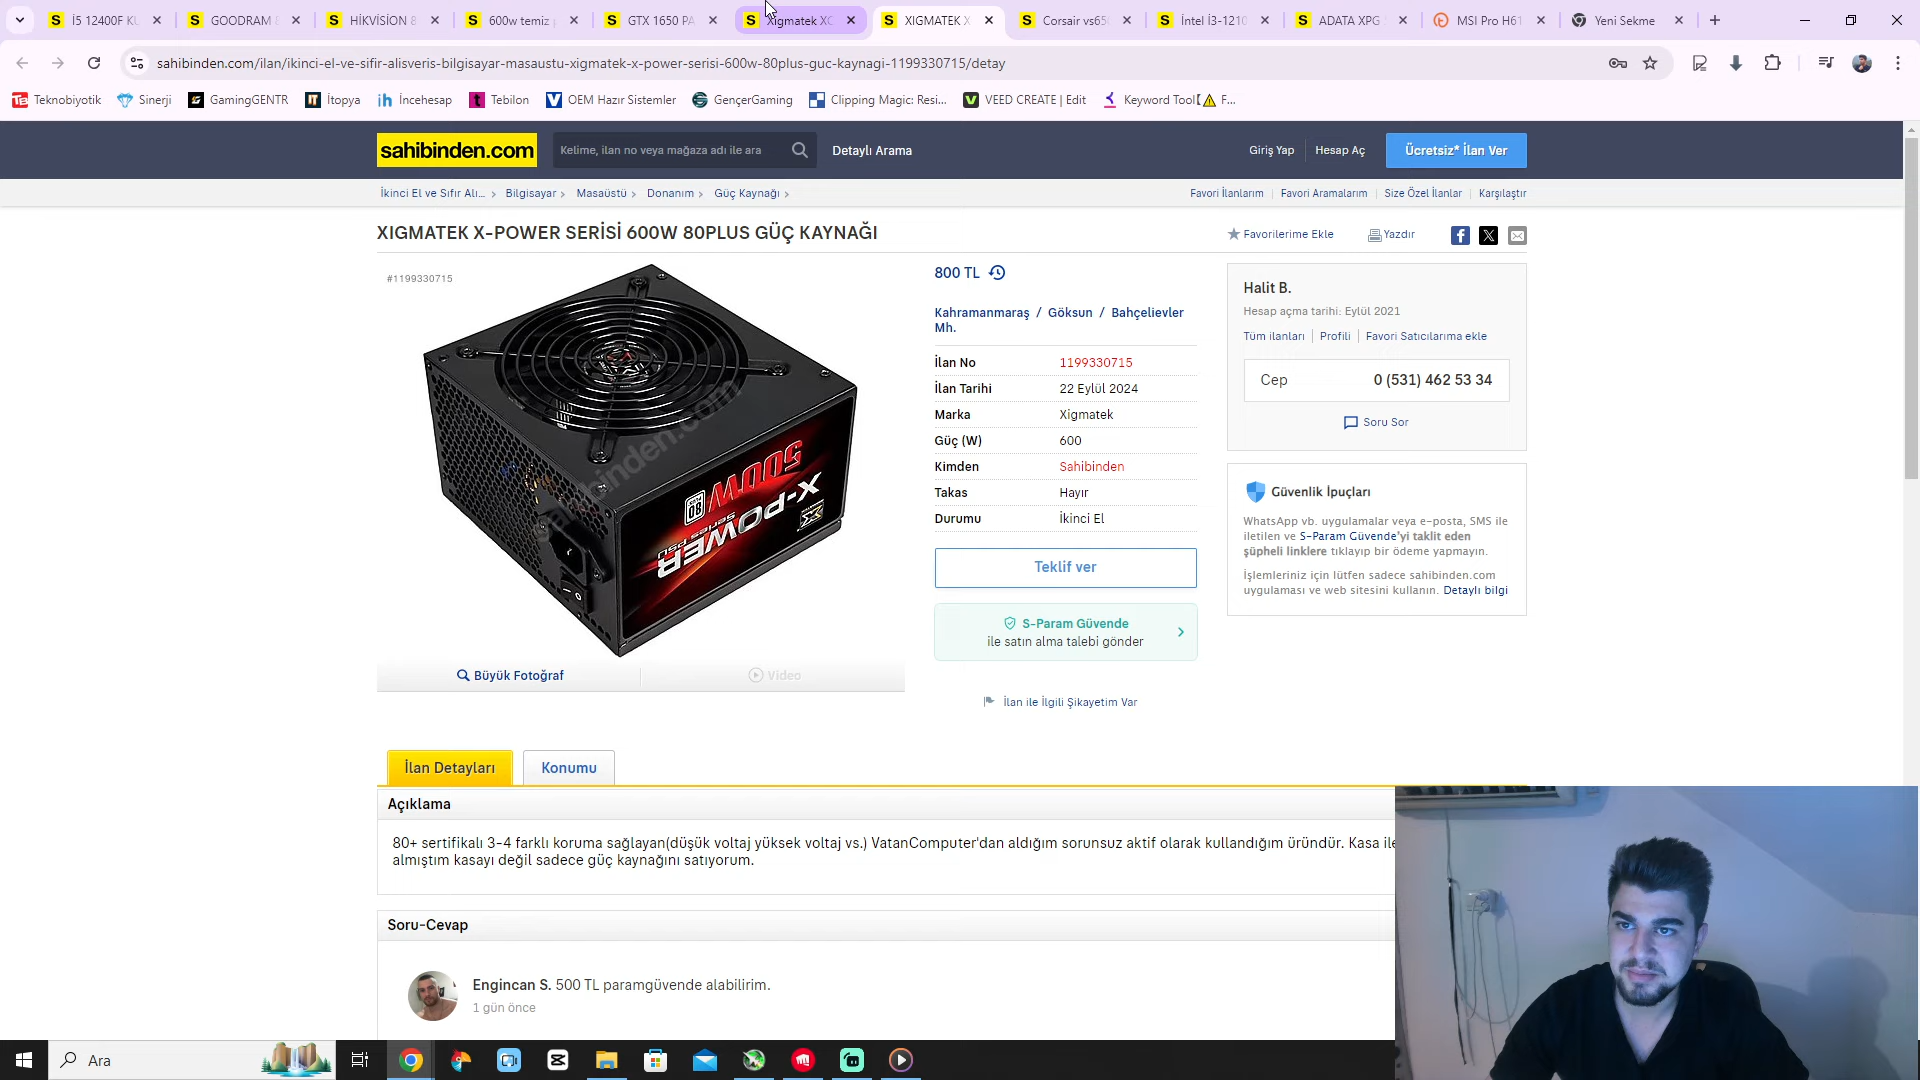 İ5 12400F KU
GOODRAM
HİKVİSİON 8
600w temiz
GTX 1650 PA
Xigmatek XC
XIGMATEK X
Corsair vs65
İntel İ3-1210
ADATA XPG
MSI Pro H61
Yeni Sekme
sahibinden.com/ilan/ikinci-el-ve-sifir-alisveris-bilgisayar-masaustu-xigmatek-x-power-serisi-600w-80plus-guc-kaynagi-1199330715/detay
Teknobiyotik
Sinerji
GamingGENTR
İtopya
İncehesap
Tebilon
OEM Hazır Sistemler
GençerGaming
Clipping Magic: Resi...
VEED CREATE | Edit
Keyword Tool【⚠ F...
sahibinden.com
Kelime, ilan no veya mağaza adı ile ara
Detaylı Arama
Giriş Yap
Hesap Aç
Ücretsiz* İlan Ver
İkinci El ve Sıfır Alı... > Bilgisayar > Masaüstü > Donanım > Güç Kaynağı >
Favori İlanlarım
Favori Aramalarım
Size Özel İlanlar
Karşılaştır
XIGMATEK X-POWER SERİSİ 600W 80PLUS GÜÇ KAYNAĞI
Favorilerime Ekle
Yazdır
#1199330715
sahibinden.com
500W
80
X-POWER
Series PSU
Büyük Fotoğraf
Video
800 TL
Kahramanmaraş / Göksun / Bahçelievler
Mh.
İlan No 1199330715
İlan Tarihi 22 Eylül 2024
Marka Xigmatek
Güç (W) 600
Kimden Sahibinden
Takas Hayır
Durumu İkinci El
Teklif ver
S-Param Güvende
ile satın alma talebi gönder
İlan ile İlgili Şikayetim Var
Halit B.
Hesap açma tarihi: Eylül 2021
Tüm ilanları
Profili
Favori Satıcılarıma ekle
Cep 0 (531) 462 53 34
Soru Sor
Güvenlik İpuçları
WhatsApp vb. uygulamalar veya e-posta, SMS ile
iletilen ve S-Param Güvende'yi taklit eden
şüpheli linklere tıklayıp bir ödeme yapmayın.
İşlemleriniz için lütfen sadece sahibinden.com
uygulaması ve web sitesini kullanın. Detaylı bilgi
İlan Detayları
Konumu
Açıklama
80+ sertifikalı 3-4 farklı koruma sağlayan(düşük voltaj yüksek voltaj vs.) VatanComputer'dan aldığım sorunsuz aktif olarak kullandığım üründür. Kasa ile
almıştım kasayı değil sadece güç kaynağını satıyorum.
Soru-Cevap
Engincan S. 500 TL paramgüvende alabilirim.
1 gün önce
Ara